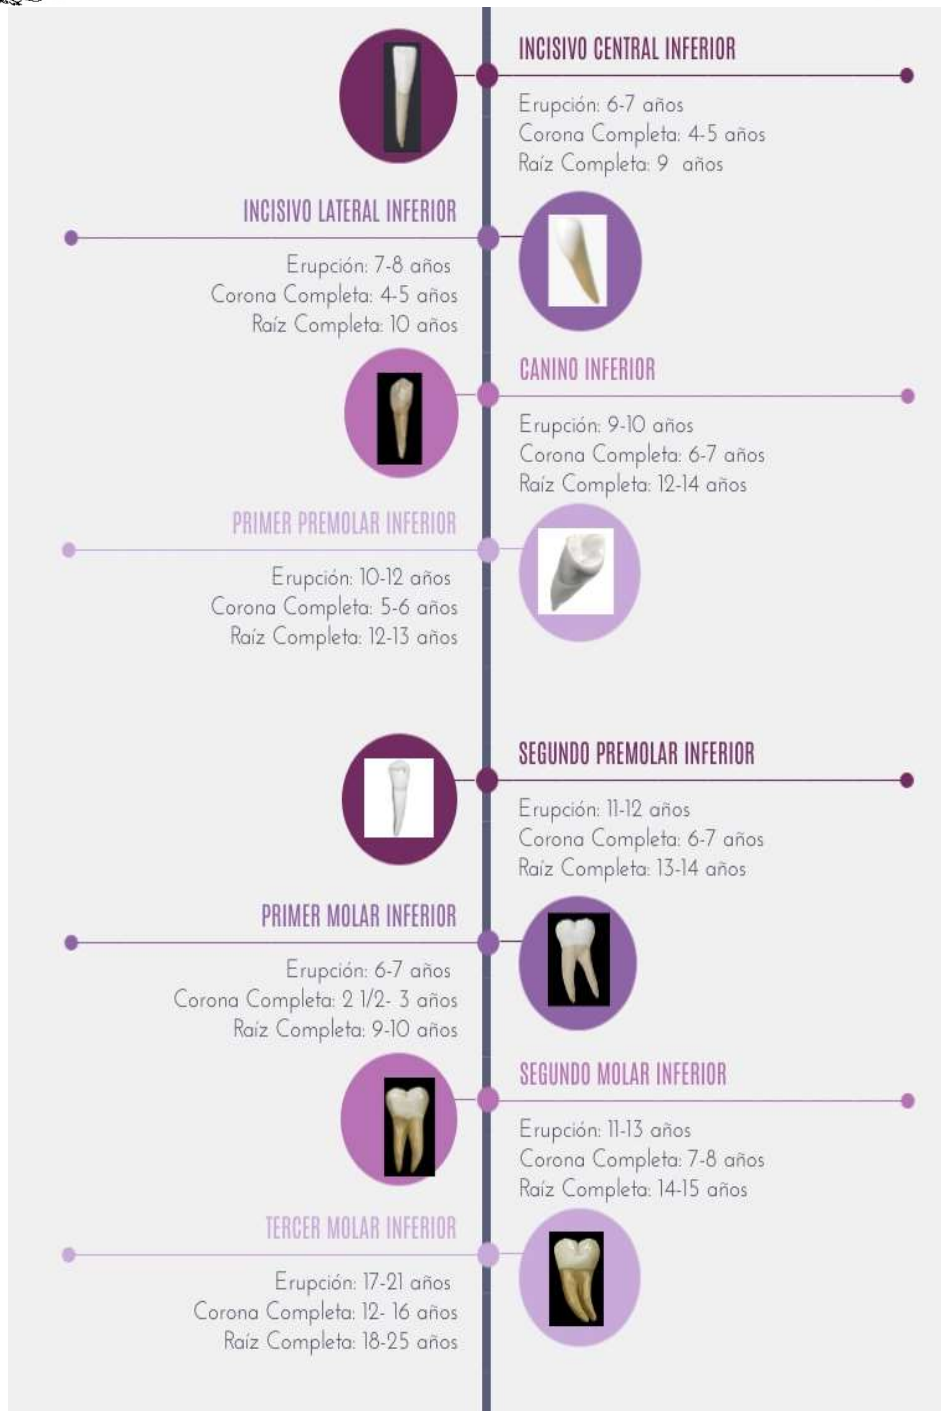 INCISIVO CENTRAL INFERIOR
Erupción: 6-7 años
Corona Completa: 4-5 años
Raíz Completa: 9 años
INCISIVO LATERAL INFERIOR
Erupción: 7-8 años
Corona Completa: 4-5 años
Raíz Completa: 10 años
CANINO INFERIOR
Erupción: 9-10 años
Corona Completa: 6-7 años
Raíz Completa: 12-14 años
PRIMER PREMOLAR INFERIOR
Erupción: 10-12 años
Corona Completa: 5-6 años
Raíz Completa: 12-13 años
SEGUNDO PREMOLAR INFERIOR
Erupción: 11-12 años
Corona Completa: 6-7 años
Raíz Completa: 13-14 años
PRIMER MOLAR INFERIOR
Erupción: 6-7 años
Corona Completa: 2 1/2- 3 años
Raíz Completa: 9-10 años
SEGUNDO MOLAR INFERIOR
Erupción: 11-13 años
Corona Completa: 7-8 años
Raíz Completa: 14-15 años
TERCER MOLAR INFERIOR
Erupción: 17-21 años
Corona Completa: 12- 16 años
Raíz Completa: 18-25 años